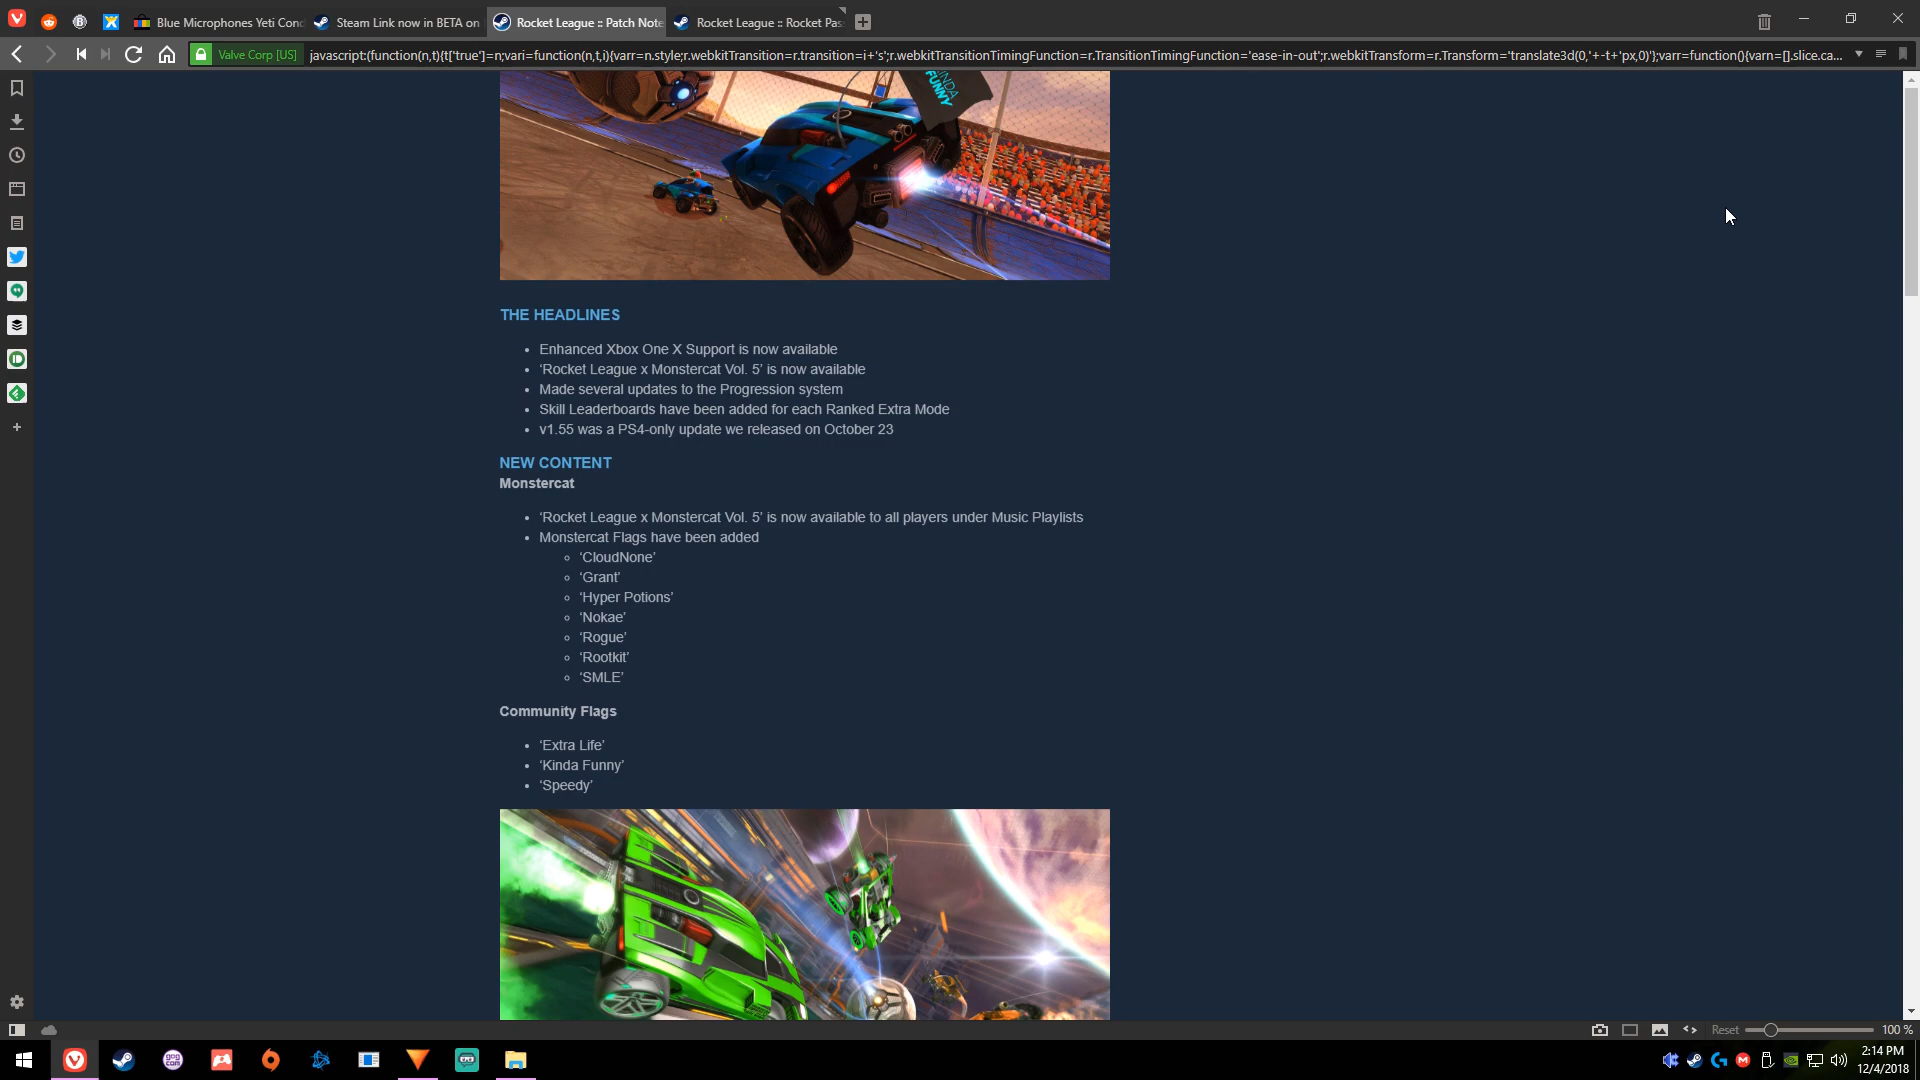 Blue Microphones Yeti Cond
Steam Link now in BETA on
Rocket League :: Patch Note
Rocket League :: Rocket Pas
Valve Corp [US]
javascript:(function(n,t){t['true']=n;vari=function(n,t,i){varr=n.style;r.webkitTransition=r.transition=i+'s';r.webkitTransitionTimingFunction=r.TransitionTimingFunction='ease-in-out';r.webkitTransform=r.Transform='translate3d(0,'+-t+'px,0)'};varr=function(){varn=[].slice.ca...
KINDA
FUNNY
THE HEADLINES
• Enhanced Xbox One X Support is now available
• ‘Rocket League x Monstercat Vol. 5’ is now available
• Made several updates to the Progression system
• Skill Leaderboards have been added for each Ranked Extra Mode
• v1.55 was a PS4-only update we released on October 23
NEW CONTENT
Monstercat
• ‘Rocket League x Monstercat Vol. 5’ is now available to all players under Music Playlists
• Monstercat Flags have been added
◦ ‘CloudNone’
◦ ‘Grant’
◦ ‘Hyper Potions’
◦ ‘Nokae’
◦ ‘Rogue’
◦ ‘Rootkit’
◦ ‘SMLE’
Community Flags
• ‘Extra Life’
• ‘Kinda Funny’
• ‘Speedy’
Reset
100 %
gog
com
2:14 PM
12/4/2018